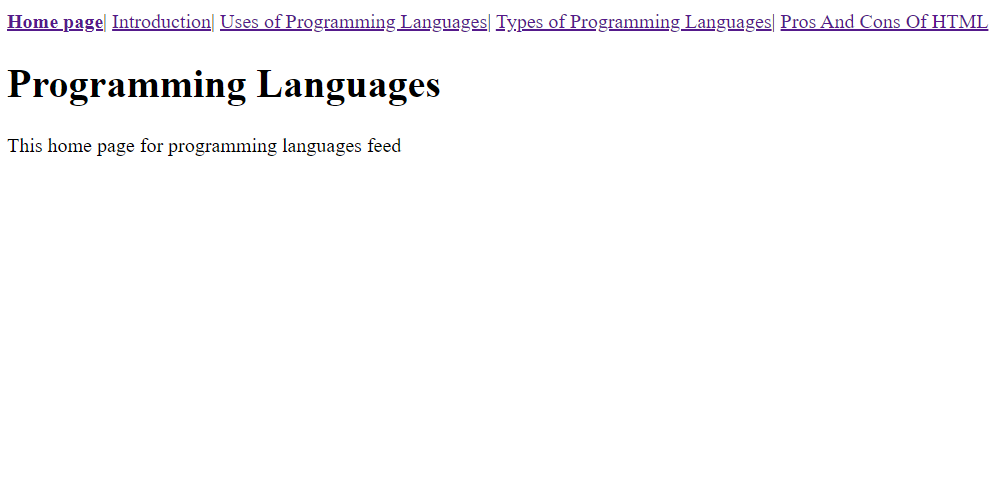 Home page| Introduction| Uses of Programming Languages| Types of Programming Languages| Pros And Cons Of HTML
Programming Languages
This home page for programming languages feed